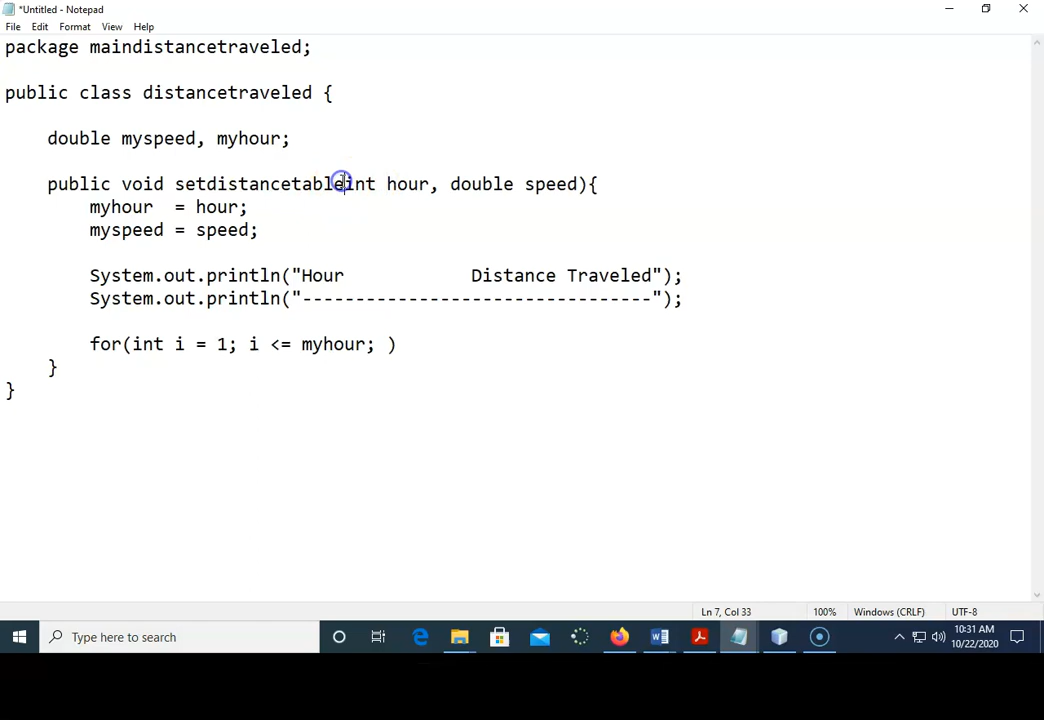 *Untitled - Notepad
File Edit Format View Help
package maindistancetraveled;
public class distancetraveled {
double myspeed, myhour;
public void setdistancetableint hour, double speed){
myhour  = hour;
myspeed = speed;
System.out.println("Hour            Distance Traveled");
System.out.println("---------------------------------");
for(int i = 1; i <= myhour; )
}
}
Ln 7, Col 33 100% Windows (CRLF) UTF-8
Type here to search
10:31 AM
10/22/2020